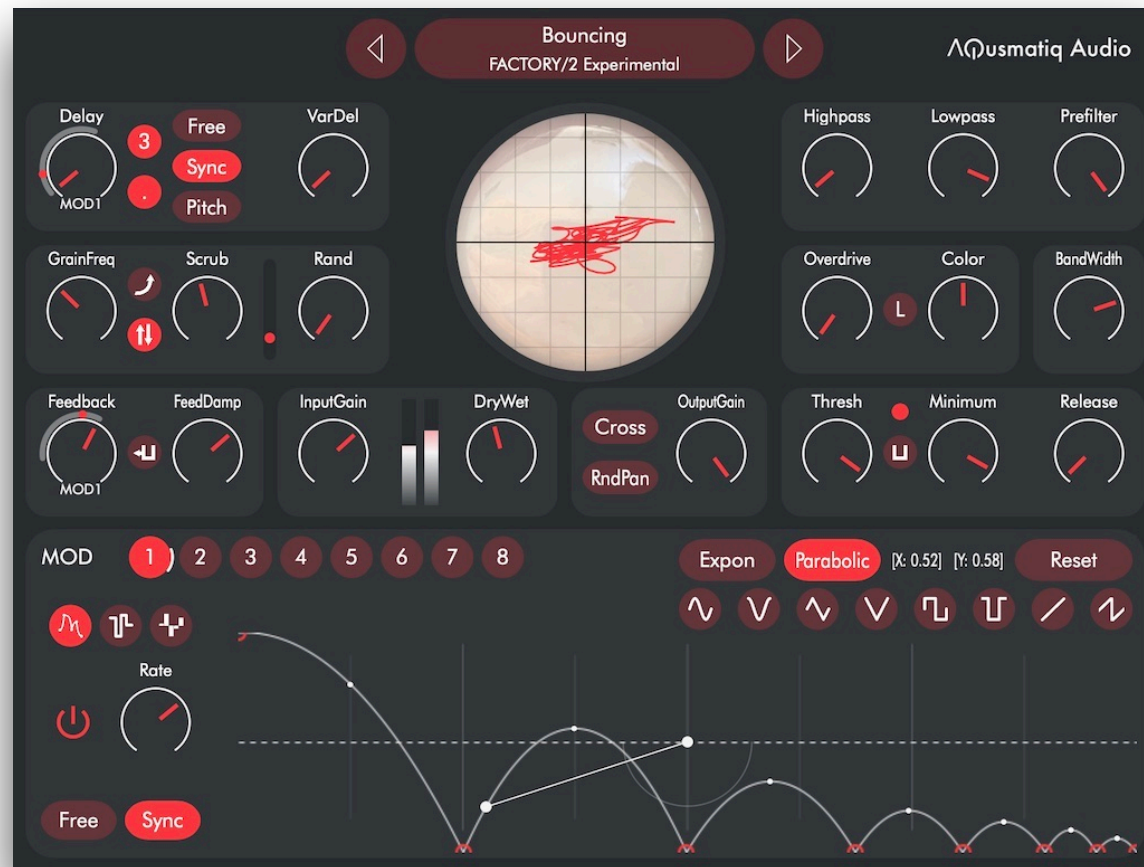 Bouncing
FACTORY/2 Experimental
ΛQusmatiq Audio
Delay
3
Free
VarDel
Sync
.
MOD1
Pitch
Highpass
Lowpass
Prefilter
GrainFreq
Scrub
Rand
Overdrive
L
Color
BandWidth
Feedback
FeedDamp
MOD1
InputGain
DryWet
Cross
RndPan
OutputGain
Thresh
Minimum
Release
MOD
1
2
3
4
5
6
7
8
Expon
Parabolic
[X: 0.52]
[Y: 0.58]
Reset
Rate
Free
Sync